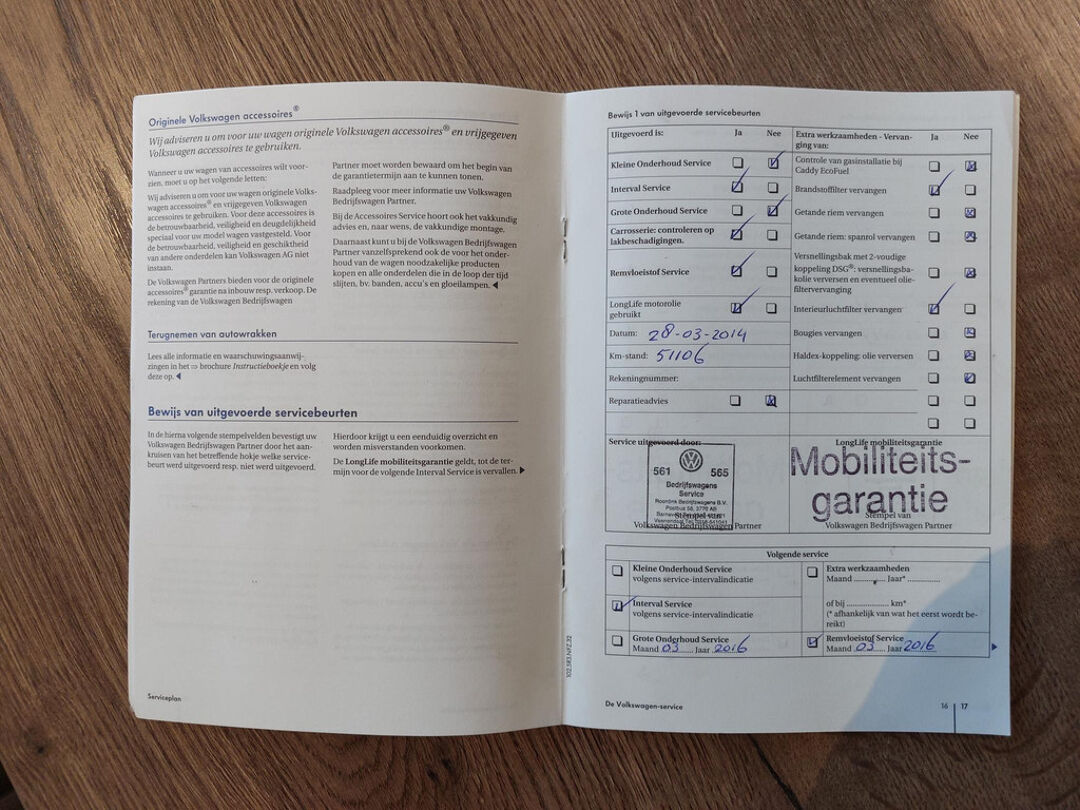 Originele Volkswagen accessoires®
Wij adviseren u om voor uw wagen originele Volkswagen accessoires® en vrijgegeven
Volkswagen accessoires te gebruiken.
Wanneer u uw wagen van accessoires wilt voor-
zien, moet u op het volgende letten:
Wij adviseren u om voor uw wagen originele Volks-
wagen accessoires® en vrijgegeven Volkswagen
accessoires te gebruiken. Voor deze accessoires is
de betrouwbaarheid, veiligheid en deugdelijkheid
speciaal voor uw model wagen vastgesteld. Voor
de betrouwbaarheid, veiligheid en geschiktheid
van andere onderdelen kan Volkswagen AG niet
instaan.
De Volkswagen Partners bieden voor de originele
accessoires® garantie na inbouw resp. verkoop. De
rekening van de Volkswagen Bedrijfswagen
Partner moet worden bewaard om het begin van
de garantietermijn aan te kunnen tonen.
Raadpleeg voor meer informatie uw Volkswagen
Bedrijfswagen Partner.
Bij de Accessoires Service hoort ook het vakkundig
advies en, naar wens, de vakkundige montage.
Daarnaast kunt u bij de Volkswagen Bedrijfswagen
Partner vanzelfsprekend ook de voor het onder-
houd van de wagen noodzakelijke producten
kopen en alle onderdelen die in de loop der tijd
slijten, bv. banden, accu's en gloeilampen. ◄
Terugnemen van autowrakken
Lees alle informatie en waarschuwingsaanwij-
zingen in het ⇒ brochure Instructieboekje en volg
deze op. ◄
Bewijs van uitgevoerde servicebeurten
In de hierna volgende stempelvelden bevestigt uw
Volkswagen Bedrijfswagen Partner door het aan-
kruisen van het betreffende hokje welke service-
beurt werd uitgevoerd resp. niet werd uitgevoerd.
Hierdoor krijgt u een eenduidig overzicht en
worden misverstanden voorkomen.
De LongLife mobiliteitsgarantie geldt, tot de ter-
mijn voor de volgende Interval Service is vervallen. ►
Serviceplan
Bewijs 1 van uitgevoerde servicebeurten
Uitgevoerd is: Ja Nee
Kleine Onderhoud Service
Interval Service
Grote Onderhoud Service
Carrosserie: controleren op
lakbeschadigingen.
Remvloeistof Service
LongLife motorolie
gebruikt
Datum: 28-03-2014
Km-stand: 51106
Rekeningnummer:
Reparatieadvies
Extra werkzaamheden - Vervan-
ging van: Ja Nee
Controle van gasinstallatie bij
Caddy EcoFuel
Brandstoffilter vervangen
Getande riem vervangen
Getande riem: spanrol vervangen
Versnellingsbak met 2-voudige
koppeling DSG®: versnellingsba-
kolie verversen en eventueel olie-
filtervervanging
Interieurluchtfilter vervangen
Bougies vervangen
Haldex-koppeling: olie verversen
Luchtfilterelement vervangen
Service uitgevoerd door:
561 565
Bedrijfswagens
Service
Roordink Bedrijfswagens B.V.
Postbus 58, 3770 AB
Stempel van
Volkswagen Bedrijfswagen Partner
LongLife mobiliteitsgarantie
Mobiliteits-
garantie
Stempel van
Volkswagen Bedrijfswagen Partner
Volgende service
Kleine Onderhoud Service
volgens service-intervalindicatie
Interval Service
volgens service-intervalindicatie
Grote Onderhoud Service
Maand 03 Jaar 2016
Extra werkzaamheden
Maand ........... Jaar* ..............
of bij .................. km*
(* afhankelijk van wat het eerst wordt be-
reikt)
Remvloeistof Service
Maand 03 Jaar 2016
102.5R3.NFZ.32
De Volkswagen-service
16 17